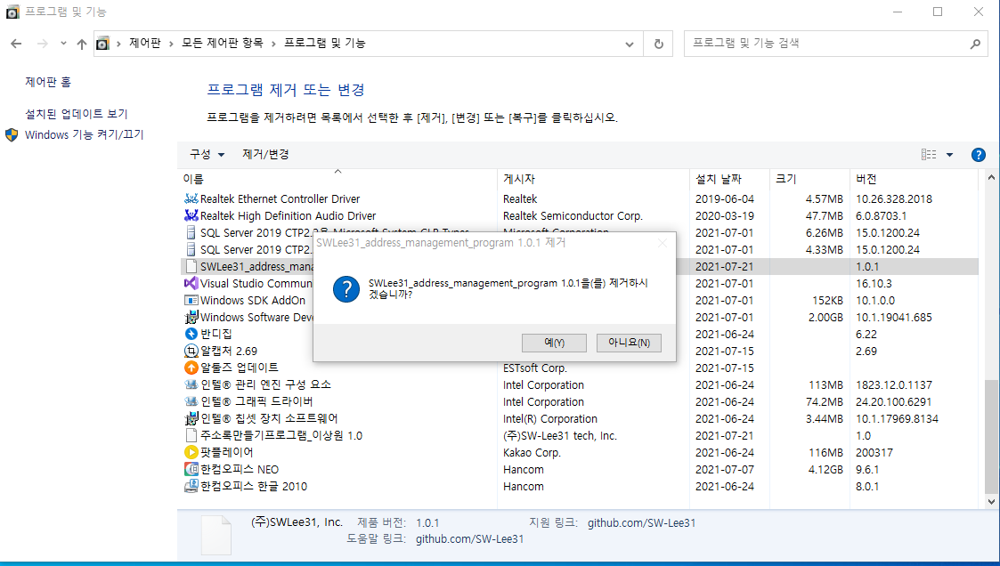 프로그램 및 기능
제어판 > 모든 제어판 항목 > 프로그램 및 기능
프로그램 및 기능 검색
제어판 홈
설치된 업데이트 보기
Windows 기능 켜기/끄기
프로그램 제거 또는 변경
프로그램을 제거하려면 목록에서 선택한 후 [제거], [변경] 또는 [복구]를 클릭하십시오.
구성 제거/변경
이름 게시자 설치 날짜 크기 버전
Realtek Ethernet Controller Driver Realtek 2019-06-04 4.57MB 10.26.328.2018
Realtek High Definition Audio Driver Realtek Semiconductor Corp. 2020-03-19 47.7MB 6.0.8703.1
SQL Server 2019 CTP2.2용 Microsoft System CLR Types Microsoft Corporation 2021-07-01 6.26MB 15.0.1200.24
SQL Server 2019 CTP2. 2021-07-01 4.33MB 15.0.1200.24
SWLee31_address_mana 2021-07-21 1.0.1
Visual Studio Commun 2021-07-01 16.10.3
Windows SDK AddOn 2021-07-01 152KB 10.1.0.0
Windows Software Deve 2021-07-01 2.00GB 10.1.19041.685
반디집 2021-06-24 6.22
알캡처 2.69 2021-07-15 2.69
알툴즈 업데이트 ESTsoft Corp. 2021-07-15
인텔® 관리 엔진 구성 요소 Intel Corporation 2021-06-24 113MB 1823.12.0.1137
인텔® 그래픽 드라이버 Intel Corporation 2021-06-24 74.2MB 24.20.100.6291
인텔® 칩셋 장치 소프트웨어 Intel(R) Corporation 2021-06-24 3.44MB 10.1.17969.8134
주소록만들기프로그램_이상원 1.0 (주)SW-Lee31 tech, Inc. 2021-07-21 1.0
팟플레이어 Kakao Corp. 2021-06-24 116MB 200317
한컴오피스 NEO Hancom 2021-07-07 4.12GB 9.6.1
한컴오피스 한글 2010 Hancom 2021-06-24 8.0.1
SWLee31_address_management_program 1.0.1 제거
SWLee31_address_management_program 1.0.1을(를) 제거하시
겠습니까?
예(Y) 아니요(N)
(주)SWLee31, Inc. 제품 버전: 1.0.1 지원 링크: github.com/SW-Lee31
도움말 링크: github.com/SW-Lee31